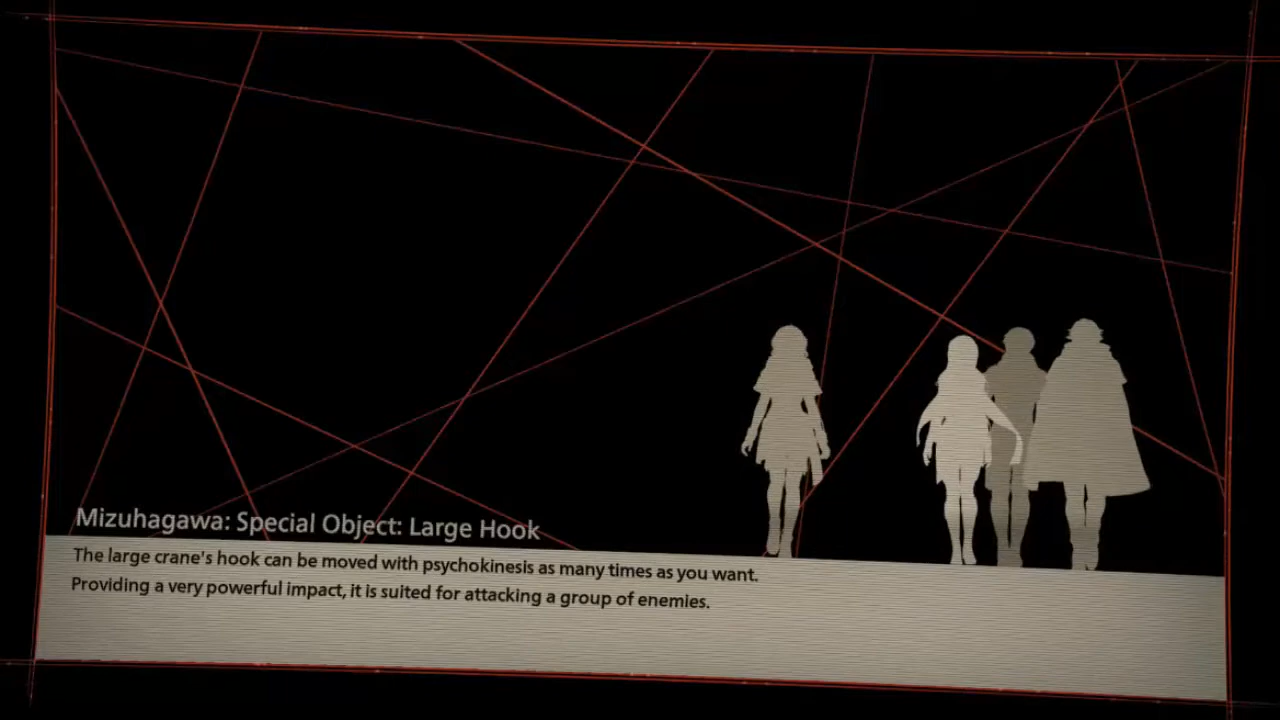 Mizuhagawa: Special Object: Large Hook
The large crane's hook can be moved with psychokinesis as many times as you want.
Providing a very powerful impact, it is suited for attacking a group of enemies.